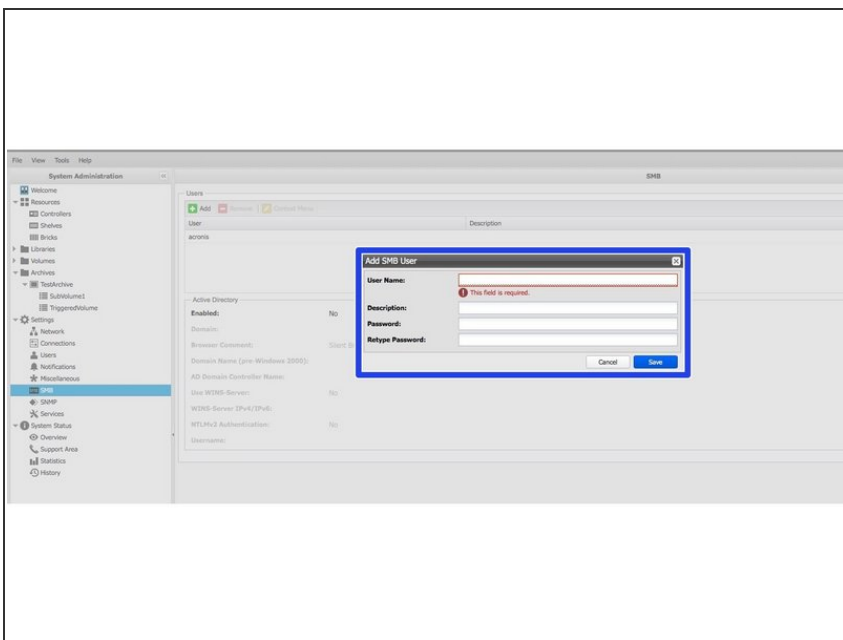 File View Tools Help
System Administration
SMB
Welcome
Resources
Controllers
Shelves
Bricks
Libraries
Volumes
Archives
TestArchive
SubVolume1
TriggeredVolume
Settings
Network
Connections
Users
Notifications
Miscellaneous
SMB
SNMP
Services
System Status
Overview
Support Area
Statistics
History
Users
Add Remove Context Menu
User Description
acronis
Active Directory
Enabled: No
Domain:
Browser Comment: Silent
Domain Name (pre-Windows 2000):
AD Domain Controller Name:
Use WINS-Server: No
WINS-Server IPv4/IPv6:
NTLMv2 Authentication: No
Username:
Add SMB User
User Name:
This field is required.
Description:
Password:
Retype Password:
Cancel Save